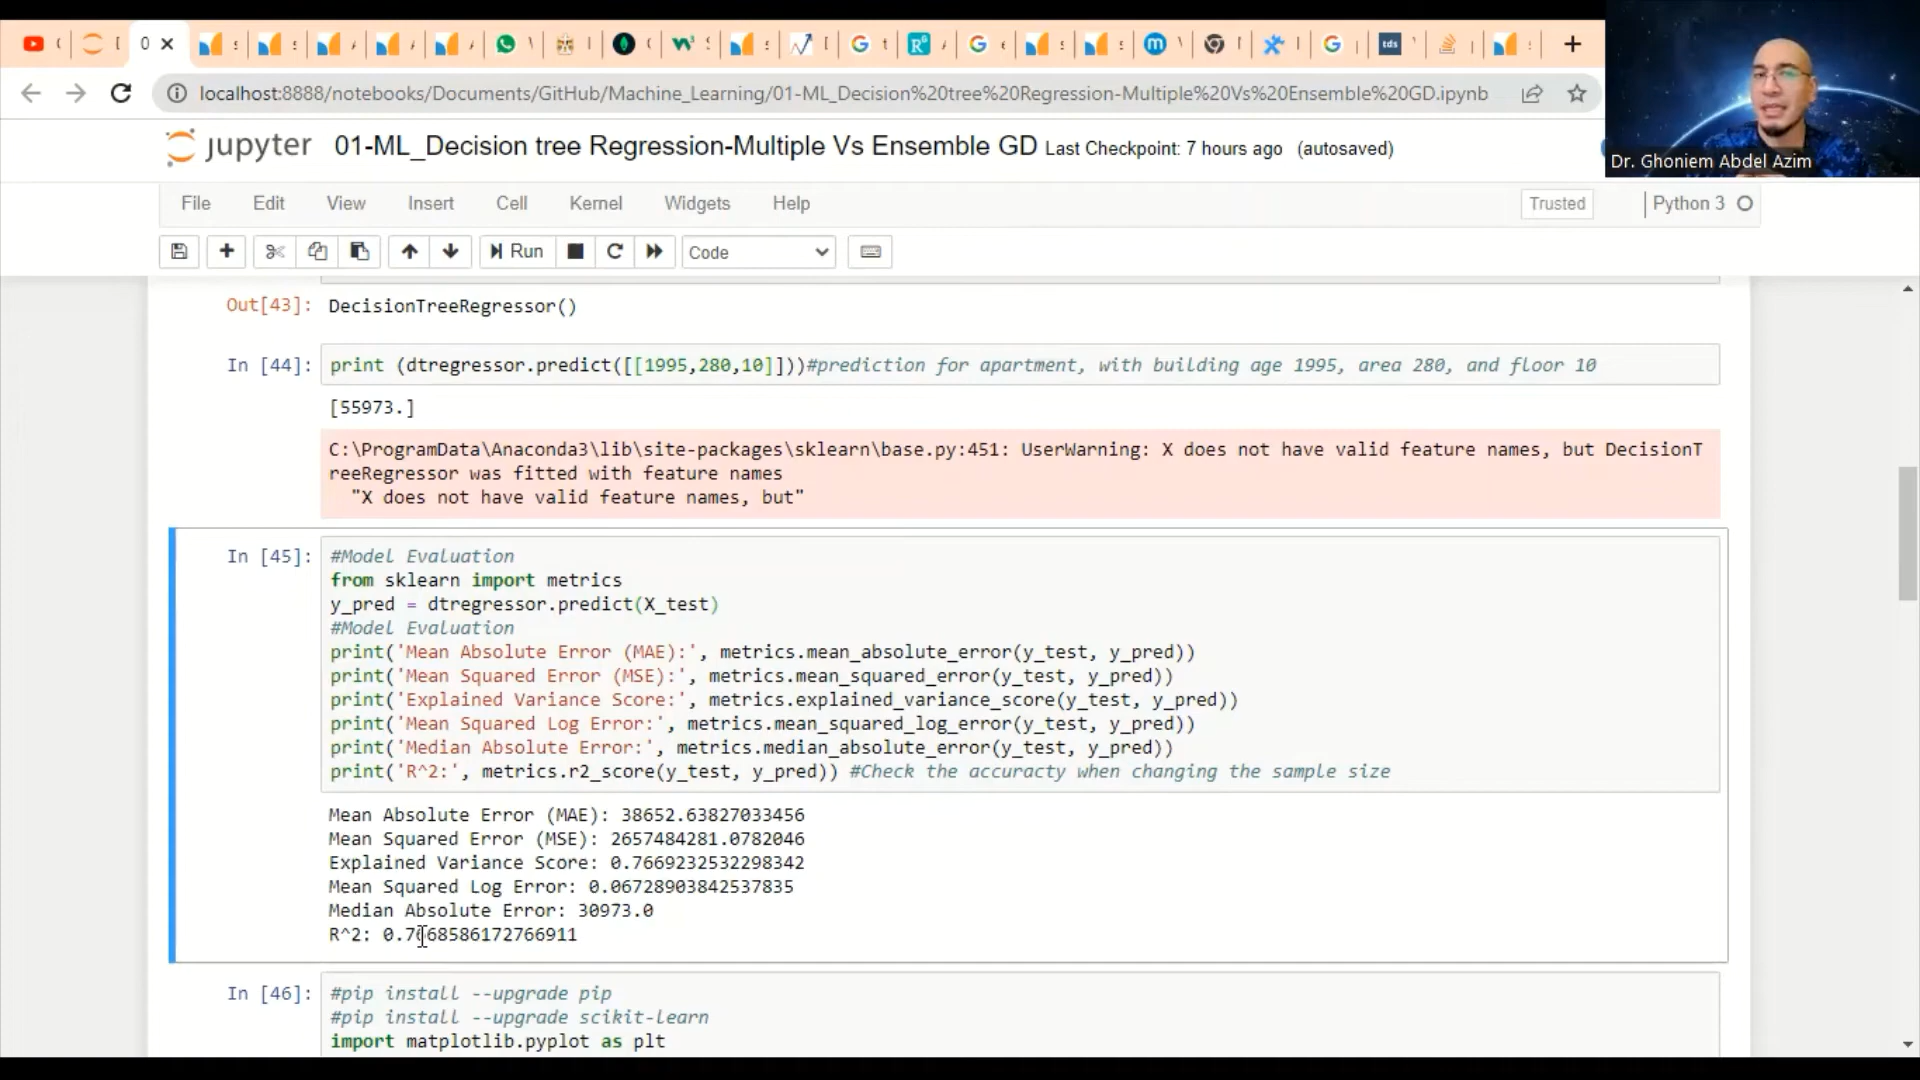 localhost:8888/notebooks/Documents/GitHub/Machine_Learning/01-ML_Decision%20tree%20Regression-Multiple%20Vs%20Ensemble%20GD.ipynb
Dr. Ghoniem Abdel Azim
jupyter 01-ML_Decision tree Regression-Multiple Vs Ensemble GD Last Checkpoint: 7 hours ago (autosaved)
File Edit View Insert Cell Kernel Widgets Help Trusted Python 3
Run Code
Out[43]: DecisionTreeRegressor()
In [44]: print (dtregressor.predict([[1995,280,10]]))#prediction for apartment, with building age 1995, area 280, and floor 10
[55973.]
C:\ProgramData\Anaconda3\lib\site-packages\sklearn\base.py:451: UserWarning: X does not have valid feature names, but DecisionT
reeRegressor was fitted with feature names
"X does not have valid feature names, but"
In [45]: #Model Evaluation
from sklearn import metrics
y_pred = dtregressor.predict(X_test)
#Model Evaluation
print('Mean Absolute Error (MAE):', metrics.mean_absolute_error(y_test, y_pred))
print('Mean Squared Error (MSE):', metrics.mean_squared_error(y_test, y_pred))
print('Explained Variance Score:', metrics.explained_variance_score(y_test, y_pred))
print('Mean Squared Log Error:', metrics.mean_squared_log_error(y_test, y_pred))
print('Median Absolute Error:', metrics.median_absolute_error(y_test, y_pred))
print('R^2:', metrics.r2_score(y_test, y_pred)) #Check the accuracty when changing the sample size
Mean Absolute Error (MAE): 38652.63827033456
Mean Squared Error (MSE): 2657484281.0782046
Explained Variance Score: 0.7669232532298342
Mean Squared Log Error: 0.06728903842537835
Median Absolute Error: 30973.0
R^2: 0.7668586172766911
In [46]: #pip install --upgrade pip
#pip install --upgrade scikit-learn
import matplotlib.pyplot as plt